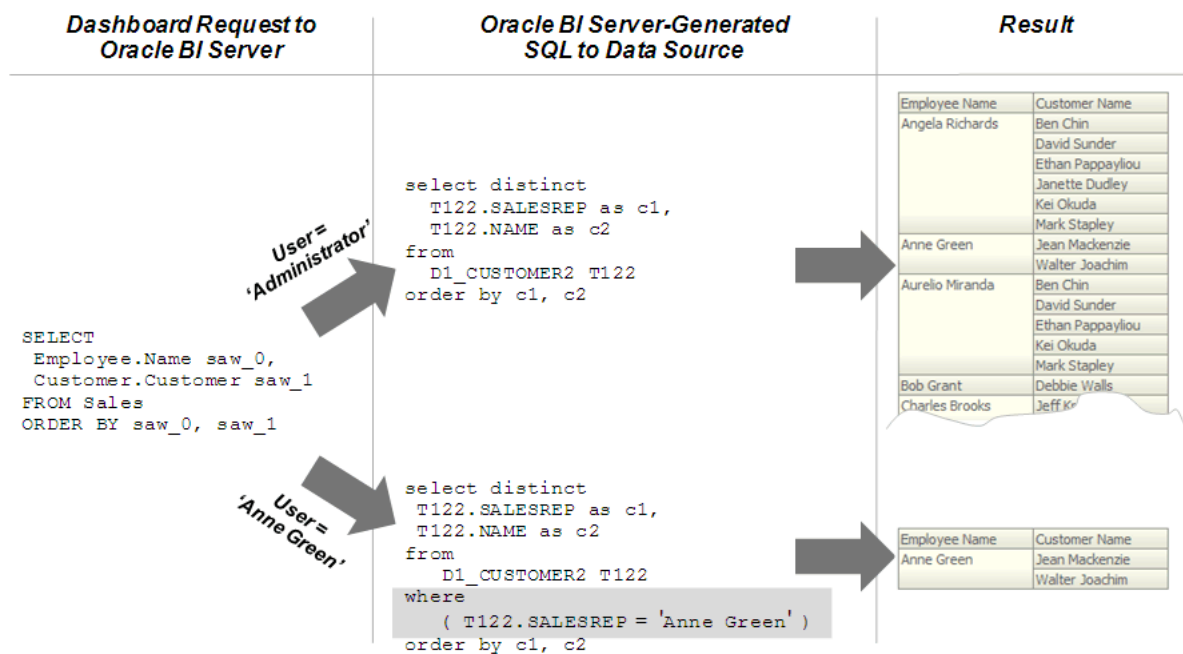 Dashboard Request to
Oracle BI Server
Oracle BI Server-Generated
SQL to Data Source
Result
SELECT
Employee.Name saw_0,
Customer.Customer saw_1
FROM Sales
ORDER BY saw_0, saw_1
User=
‘Administrator’
select distinct
T122.SALESREP as c1,
T122.NAME as c2
from
D1_CUSTOMER2 T122
order by c1, c2
Employee Name Customer Name
Angela Richards Ben Chin
David Sunder
Ethan Pappayliou
Janette Dudley
Kei Okuda
Mark Stapley
Anne Green Jean Mackenzie
Walter Joachim
Aurelio Miranda Ben Chin
David Sunder
Ethan Pappayliou
Kei Okuda
Mark Stapley
Bob Grant Debbie Walls
Charles Brooks Jeff
User=
‘Anne Green’
select distinct
T122.SALESREP as c1,
T122.NAME as c2
from
D1_CUSTOMER2 T122
where
( T122.SALESREP = 'Anne Green' )
order by c1, c2
Employee Name Customer Name
Anne Green Jean Mackenzie
Walter Joachim